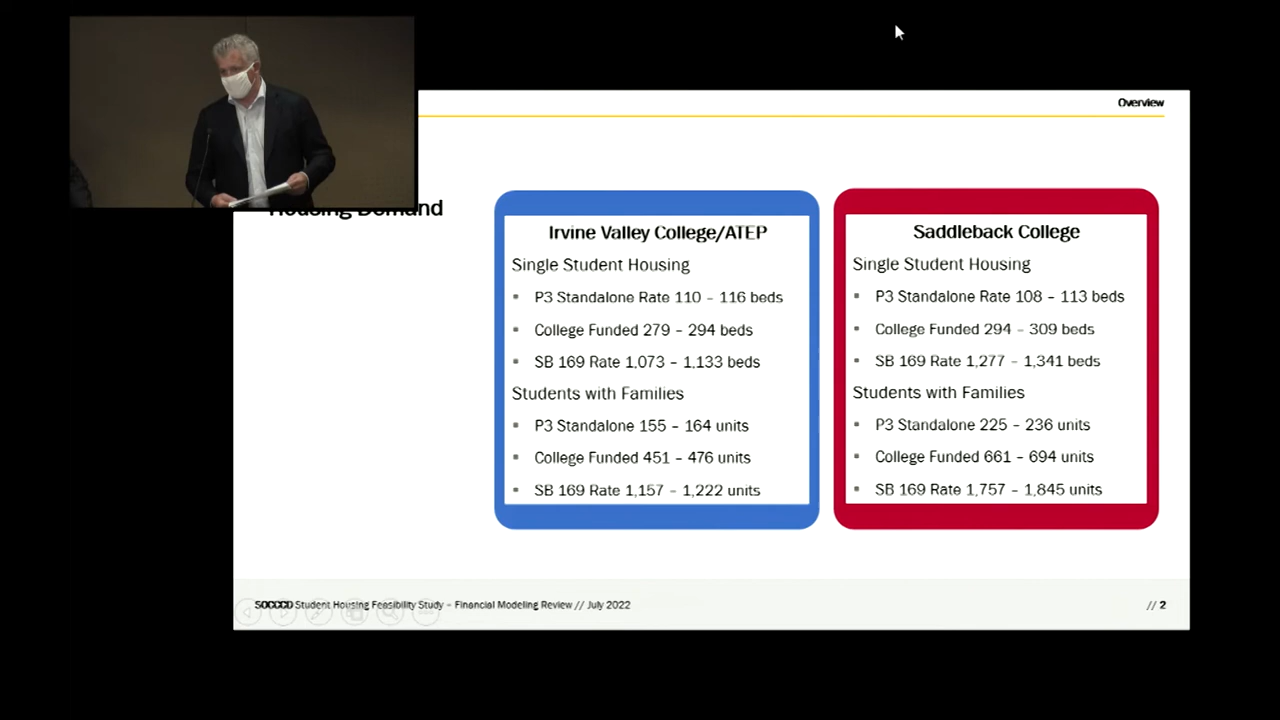 Overview
Housing Demand
Irvine Valley College/ATEP
Single Student Housing
▪ P3 Standalone Rate 110 – 116 beds
▪ College Funded 279 – 294 beds
▪ SB 169 Rate 1,073 – 1,133 beds
Students with Families
▪ P3 Standalone 155 – 164 units
▪ College Funded 451 – 476 units
▪ SB 169 Rate 1,157 – 1,222 units
Saddleback College
Single Student Housing
▪ P3 Standalone Rate 108 – 113 beds
▪ College Funded 294 – 309 beds
▪ SB 169 Rate 1,277 – 1,341 beds
Students with Families
▪ P3 Standalone 225 – 236 units
▪ College Funded 661 – 694 units
▪ SB 169 Rate 1,757 – 1,845 units
SOCCCD Student Housing Feasibility Study – Financial Modeling Review // July 2022
// 2